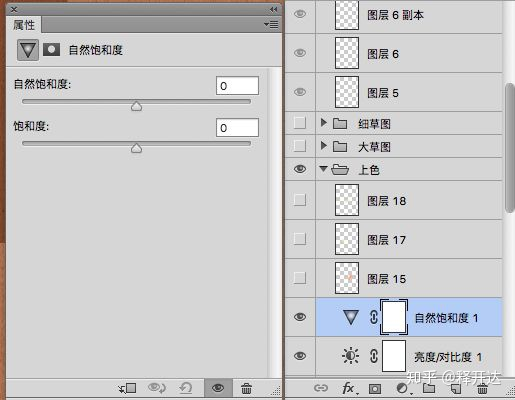 属性
自然饱和度
自然饱和度:
0
饱和度:
0
图层 6 副本
图层 6
图层 5
细草图
大草图
上色
图层 18
图层 17
图层 15
自然饱和度 1
亮度/对比度 1
fx
知乎 @释开达